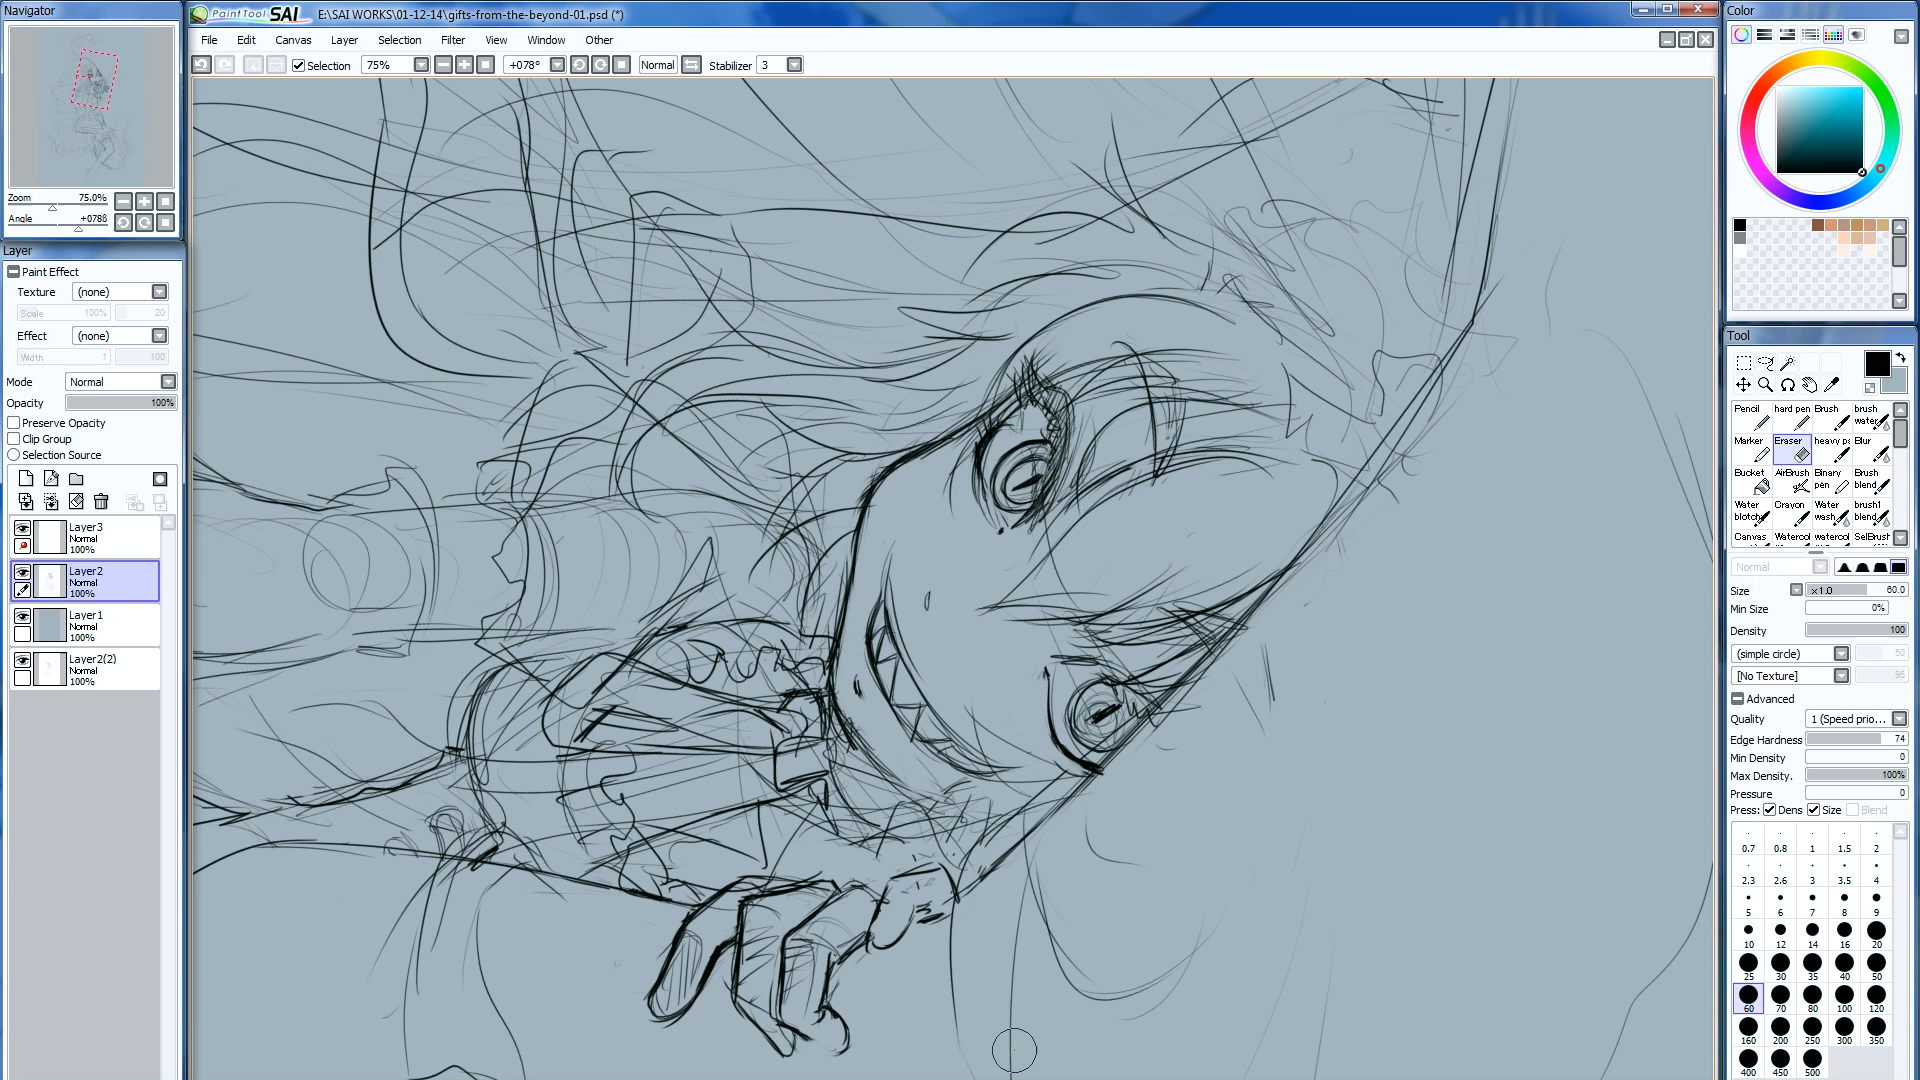 Navigator
Zoom 75.0%
Angle +078
Layer
Paint Effect
Texture (none)
Scale 100% 20
Effect (none)
Width 1 100
Mode Normal
Opacity 100%
Preserve Opacity
Clip Group
Selection Source
Layer3
Normal
100%
Layer2
Normal
100%
Layer1
Normal
100%
Layer2(2)
Normal
100%
PaintTool SAI E:\SAI WORKS\01-12-14\gifts-from-the-beyond-01.psd (*)
File Edit Canvas Layer Selection Filter View Window Other
Selection 75% +078° Normal Stabilizer 3
Color
Tool
Pencil hard pen Brush brush water
Marker Eraser heavy p Blur
Bucket AirBrush Binary pen Brush blend
Water blotch Crayon Water wash brush1 blend
Canvas Watercol watercol SelBrush
Normal
Size x 1.0 60.0
Min Size 0%
Density 100
(simple circle) 50
[No Texture] 95
Advanced
Quality 1 (Speed prio...
Edge Hardness 74
Min Density 0
Max Density. 100%
Pressure 0
Press: Dens Size Blend
0.7 0.8 1 1.5 2
2.3 2.6 3 3.5 4
5 6 7 8 9
10 12 14 16 20
25 30 35 40 50
60 70 80 100 120
160 200 250 300 350
400 450 500